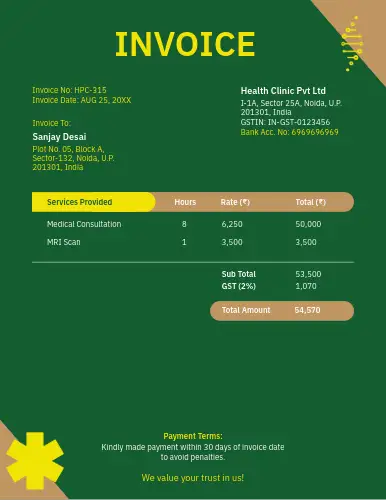 INVOICE
Invoice No: HPC-315
Invoice Date: AUG 25, 20XX
Invoice To:
Sanjay Desai
Plot No. 05, Block A,
Sector-132, Noida, U.P.
201301, India
Health Clinic Pvt Ltd
I-1A, Sector 25A, Noida, U.P.
201301, India
GSTIN: IN-GST-0123456
Bank Acc. No: 6969696969
Services Provided Hours Rate (₹) Total (₹)
Medical Consultation 8 6,250 50,000
MRI Scan 1 3,500 3,500
Sub Total 53,500
GST (2%) 1,070
Total Amount 54,570
Payment Terms:
Kindly made payment within 30 days of invoice date
to avoid penalties.
We value your trust in us!